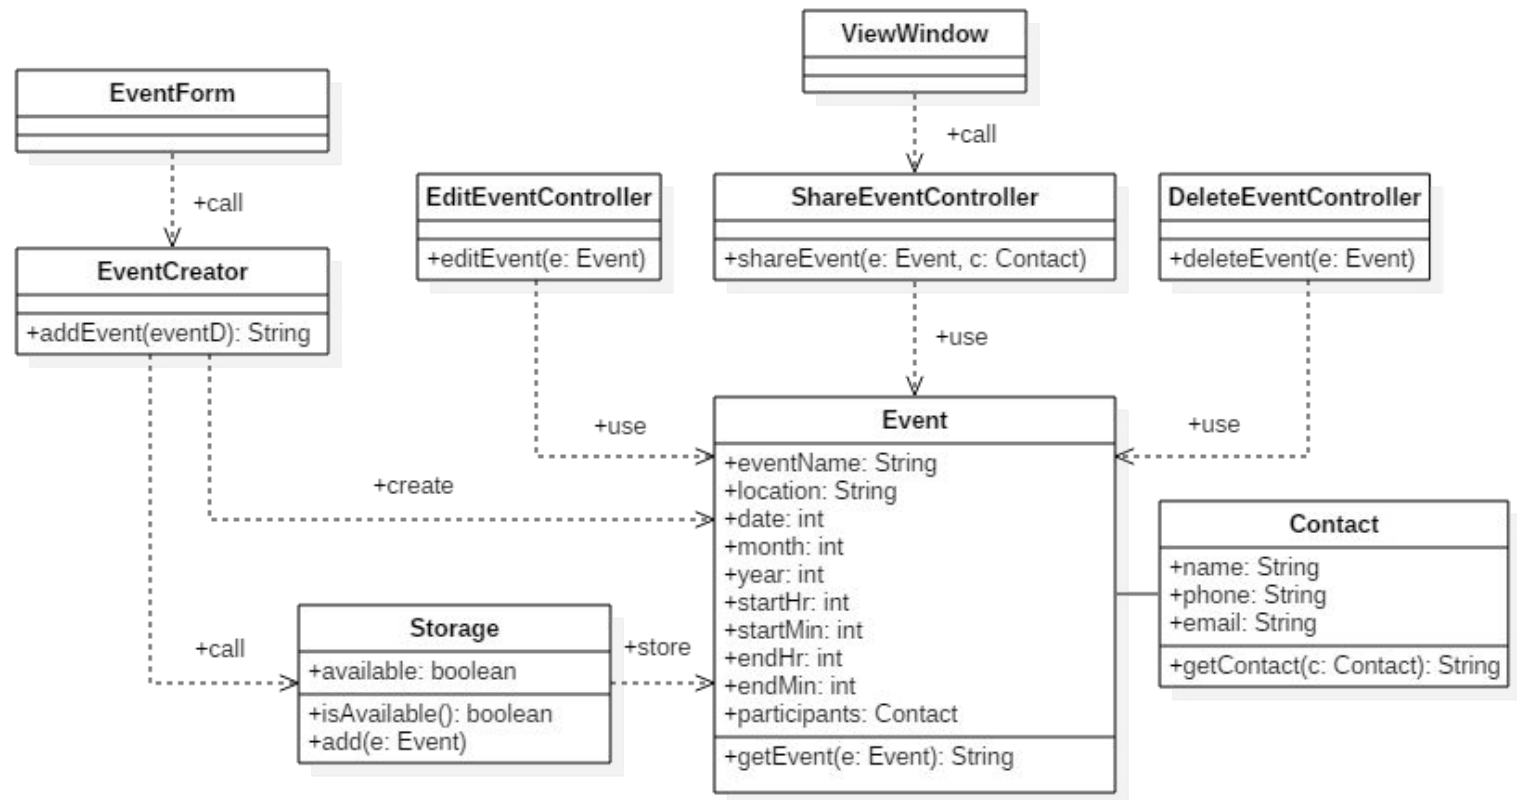 ViewWindow
EventForm
+call
+call
EditEventController
+editEvent(e: Event)
ShareEventController
+shareEvent(e: Event, c: Contact)
DeleteEventController
+deleteEvent(e: Event)
EventCreator
+addEvent(eventD): String
+use
+use
+use
+create
Event
+eventName: String
+location: String
+date: int
+month: int
+year: int
+startHr: int
+startMin: int
+endHr: int
+endMin: int
+participants: Contact
+getEvent(e: Event): String
Contact
+name: String
+phone: String
+email: String
+getContact(c: Contact): String
+call
Storage
+available: boolean
+isAvailable(): boolean
+add(e: Event)
+store